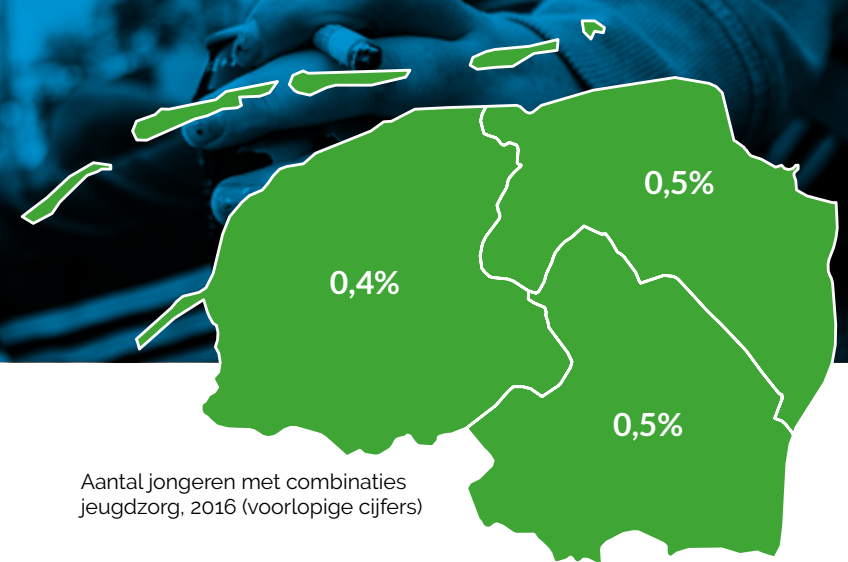 0,5%
0,4%
0,5%
Aantal jongeren met combinaties
jeugdzorg, 2016 (voorlopige cijfers)